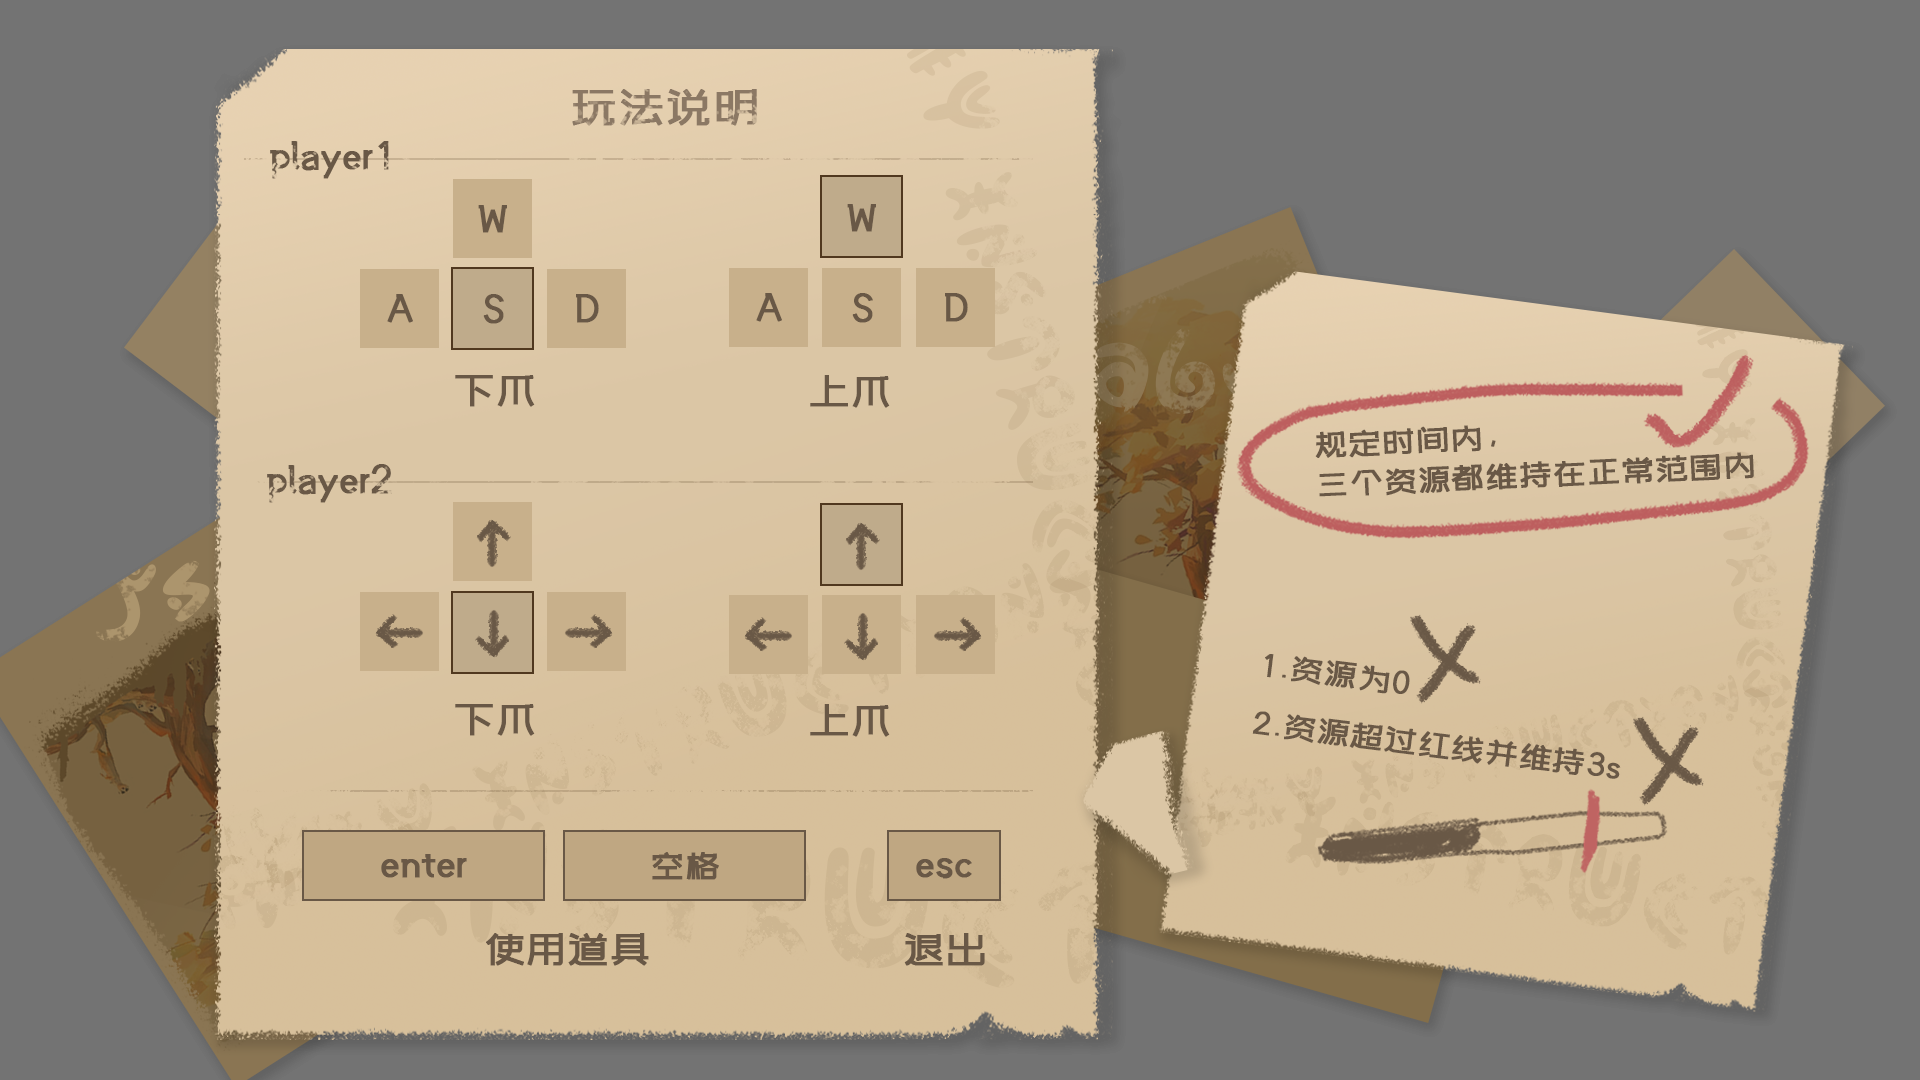 玩法说明
player1
W
W
A S D
A S D
下爪
上爪
player2
↑
↑
← ↓ →
← ↓ →
下爪
上爪
enter
空格
esc
使用道具
退出
规定时间内，
三个资源都维持在正常范围内
1.资源为0
2.资源超过红线并维持3s